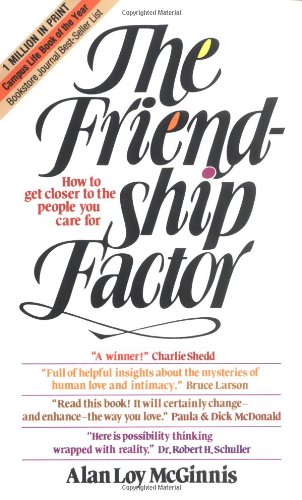 1 MILLION IN PRINT
Campus Life Book of the Year
Bookstore Journal Best-Seller List
The
Friend-
ship
Factor
How to
get closer to the
people you
care for
"A winner!" Charlie Shedd
"Full of helpful insights about the mysteries of
human love and intimacy." Bruce Larson
"Read this book! It will certainly change—
and enhance—the way you love." Paula & Dick McDonald
"Here is possibility thinking
wrapped with reality." Dr. Robert H. Schuller
Alan Loy McGinnis